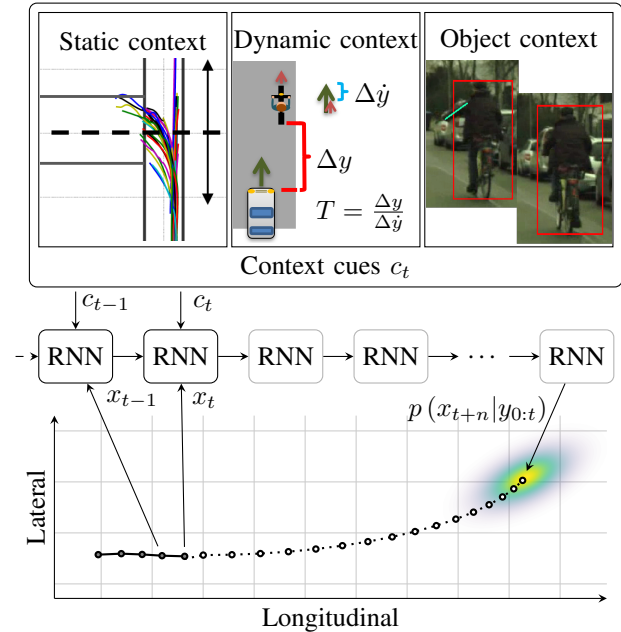 Static context
Dynamic context
Object context
Δẏ
Δy
T = Δy/Δẏ
Context cues c_t
c_{t−1}
c_t
RNN
RNN
RNN
RNN
···
RNN
x_{t−1}
x_t
p (x_{t+n}|y_{0:t})
Lateral
Longitudinal